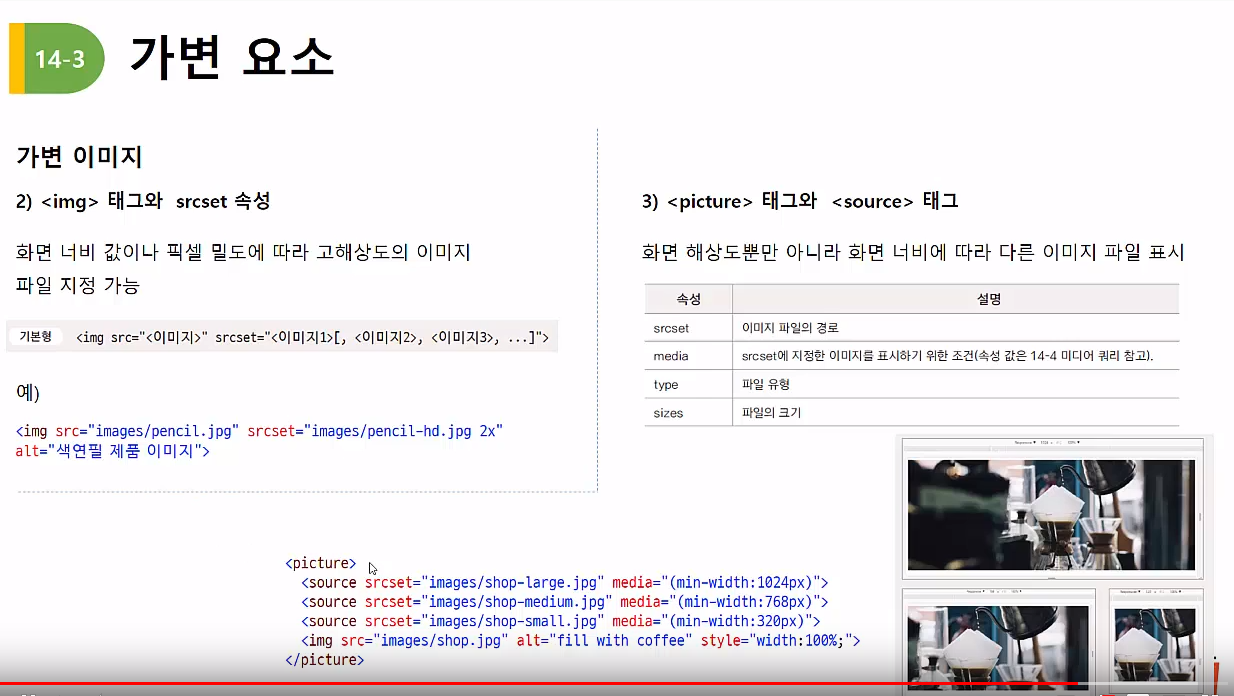 14-3 가변 요소
가변 이미지
2) <img> 태그와 srcset 속성
화면 너비 값이나 픽셀 밀도에 따라 고해상도의 이미지
파일 지정 가능
기본형 <img src="<이미지>" srcset="<이미지1>[, <이미지2>, <이미지3>, ...]">
예)
<img src="images/pencil.jpg" srcset="images/pencil-hd.jpg 2x"
alt="색연필 제품 이미지">
3) <picture> 태그와 <source> 태그
화면 해상도뿐만 아니라 화면 너비에 따라 다른 이미지 파일 표시
속성 설명
srcset 이미지 파일의 경로
media srcset에 지정한 이미지를 표시하기 위한 조건(속성 값은 14-4 미디어 쿼리 참고).
type 파일 유형
sizes 파일의 크기
<picture>
<source srcset="images/shop-large.jpg" media="(min-width:1024px)">
<source srcset="images/shop-medium.jpg" media="(min-width:768px)">
<source srcset="images/shop-small.jpg" media="(min-width:320px)">
<img src="images/shop.jpg" alt="fill with coffee" style="width:100%;">
</picture>